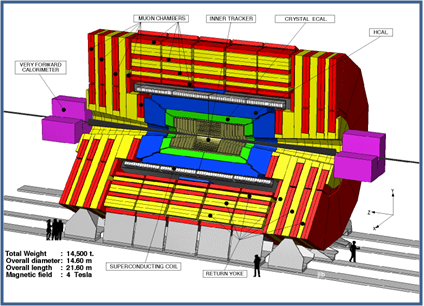 MUON CHAMBERS
INNER TRACKER
CRYSTAL ECAL
HCAL
VERY FORWARD
CALORIMETER
Y
Z
X
Total Weight : 14,500 t.
Overall diameter: 14.60 m
Overall length : 21.60 m
Magnetic field : 4 Tesla
SUPERCONDUCTING COIL
RETURN YOKE